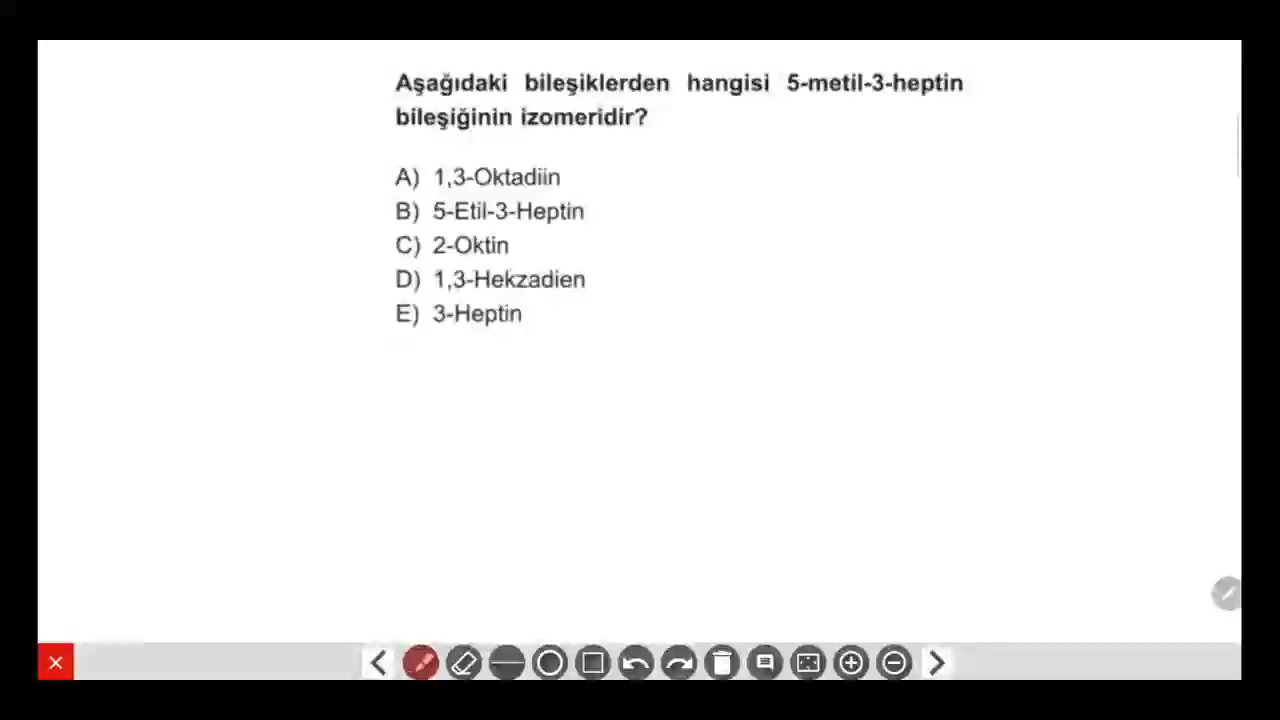 Aşağıdaki bileşiklerden hangisi 5-metil-3-heptin
bileşiğinin izomeridir?
A) 1,3-Oktadiin
B) 5-Etil-3-Heptin
C) 2-Oktin
D) 1,3-Hekzadien
E) 3-Heptin